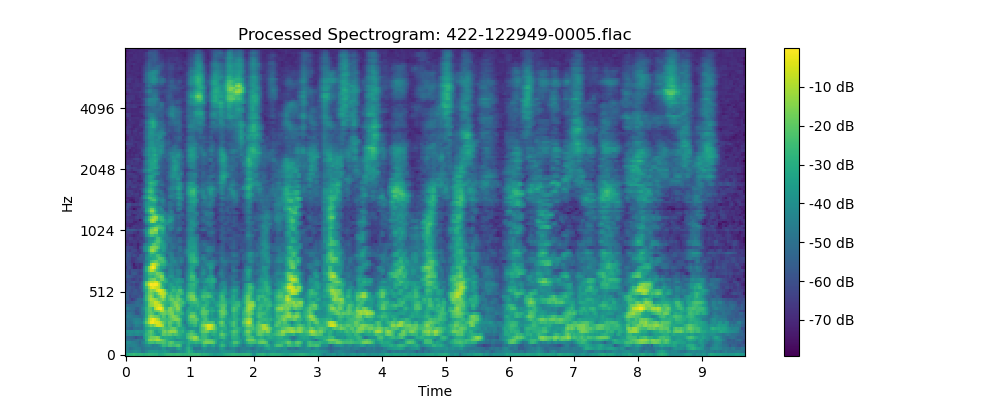 Processed Spectrogram: 422-122949-0005.flac
Hz
4096
2048
1024
512
0
0 1 2 3 4 5 6 7 8 9
Time
-10 dB
-20 dB
-30 dB
-40 dB
-50 dB
-60 dB
-70 dB